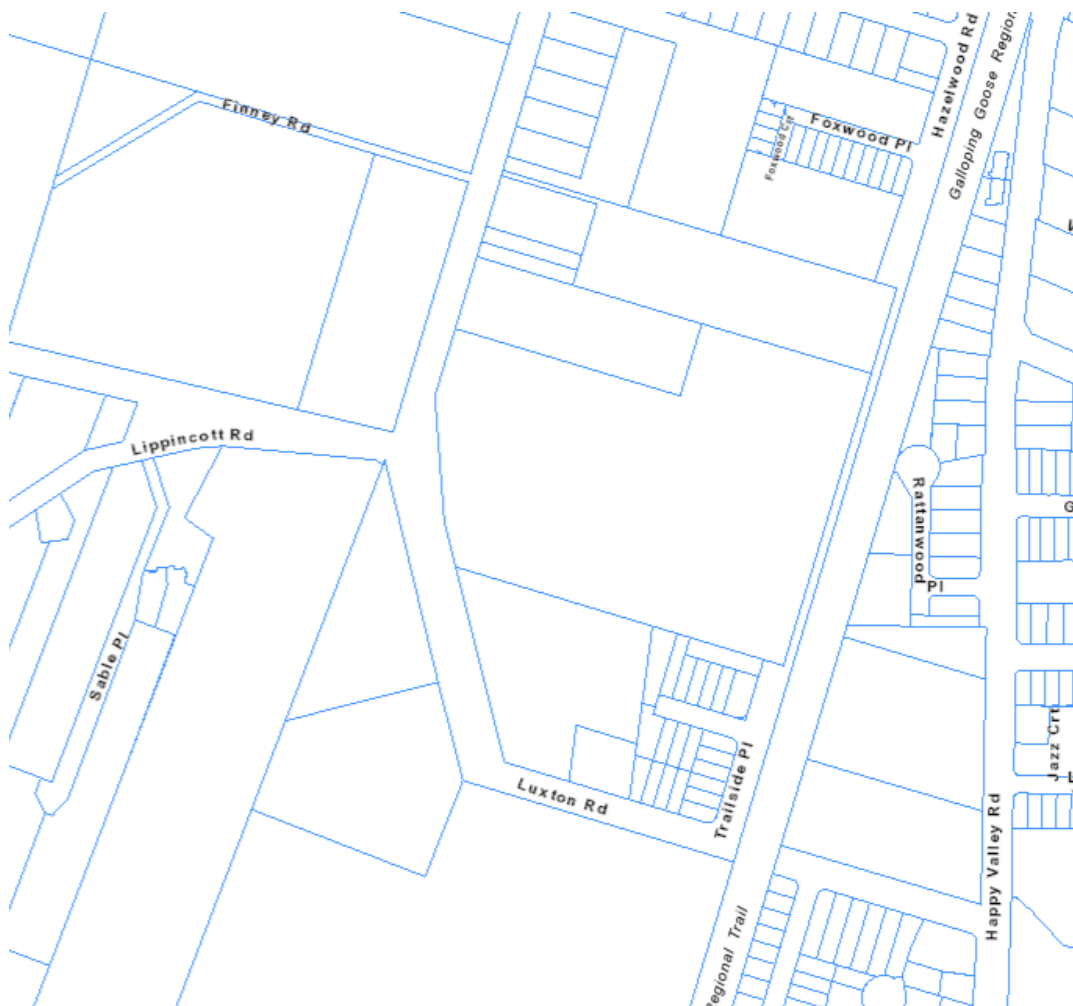 Hazelwood Rd
Galloping Goose Region
Finney Rd
Foxwood Pl
Foxwood Crt
Lippincott Rd
Rattanwood
Pl
G
Sable Pl
Jazz Crt
L
Luxton Rd
Trailside Pl
Happy Valley Rd
Regional Trail